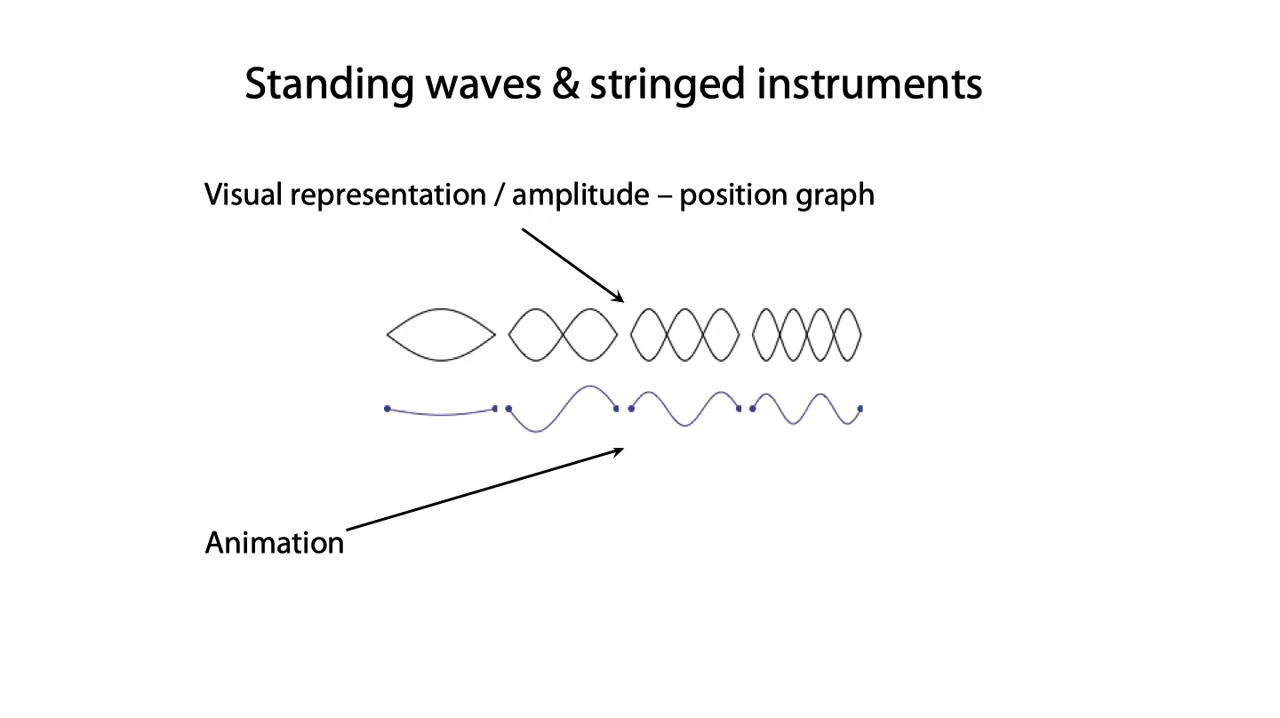 Standing waves & stringed instruments
Visual representation / amplitude – position graph
Animation